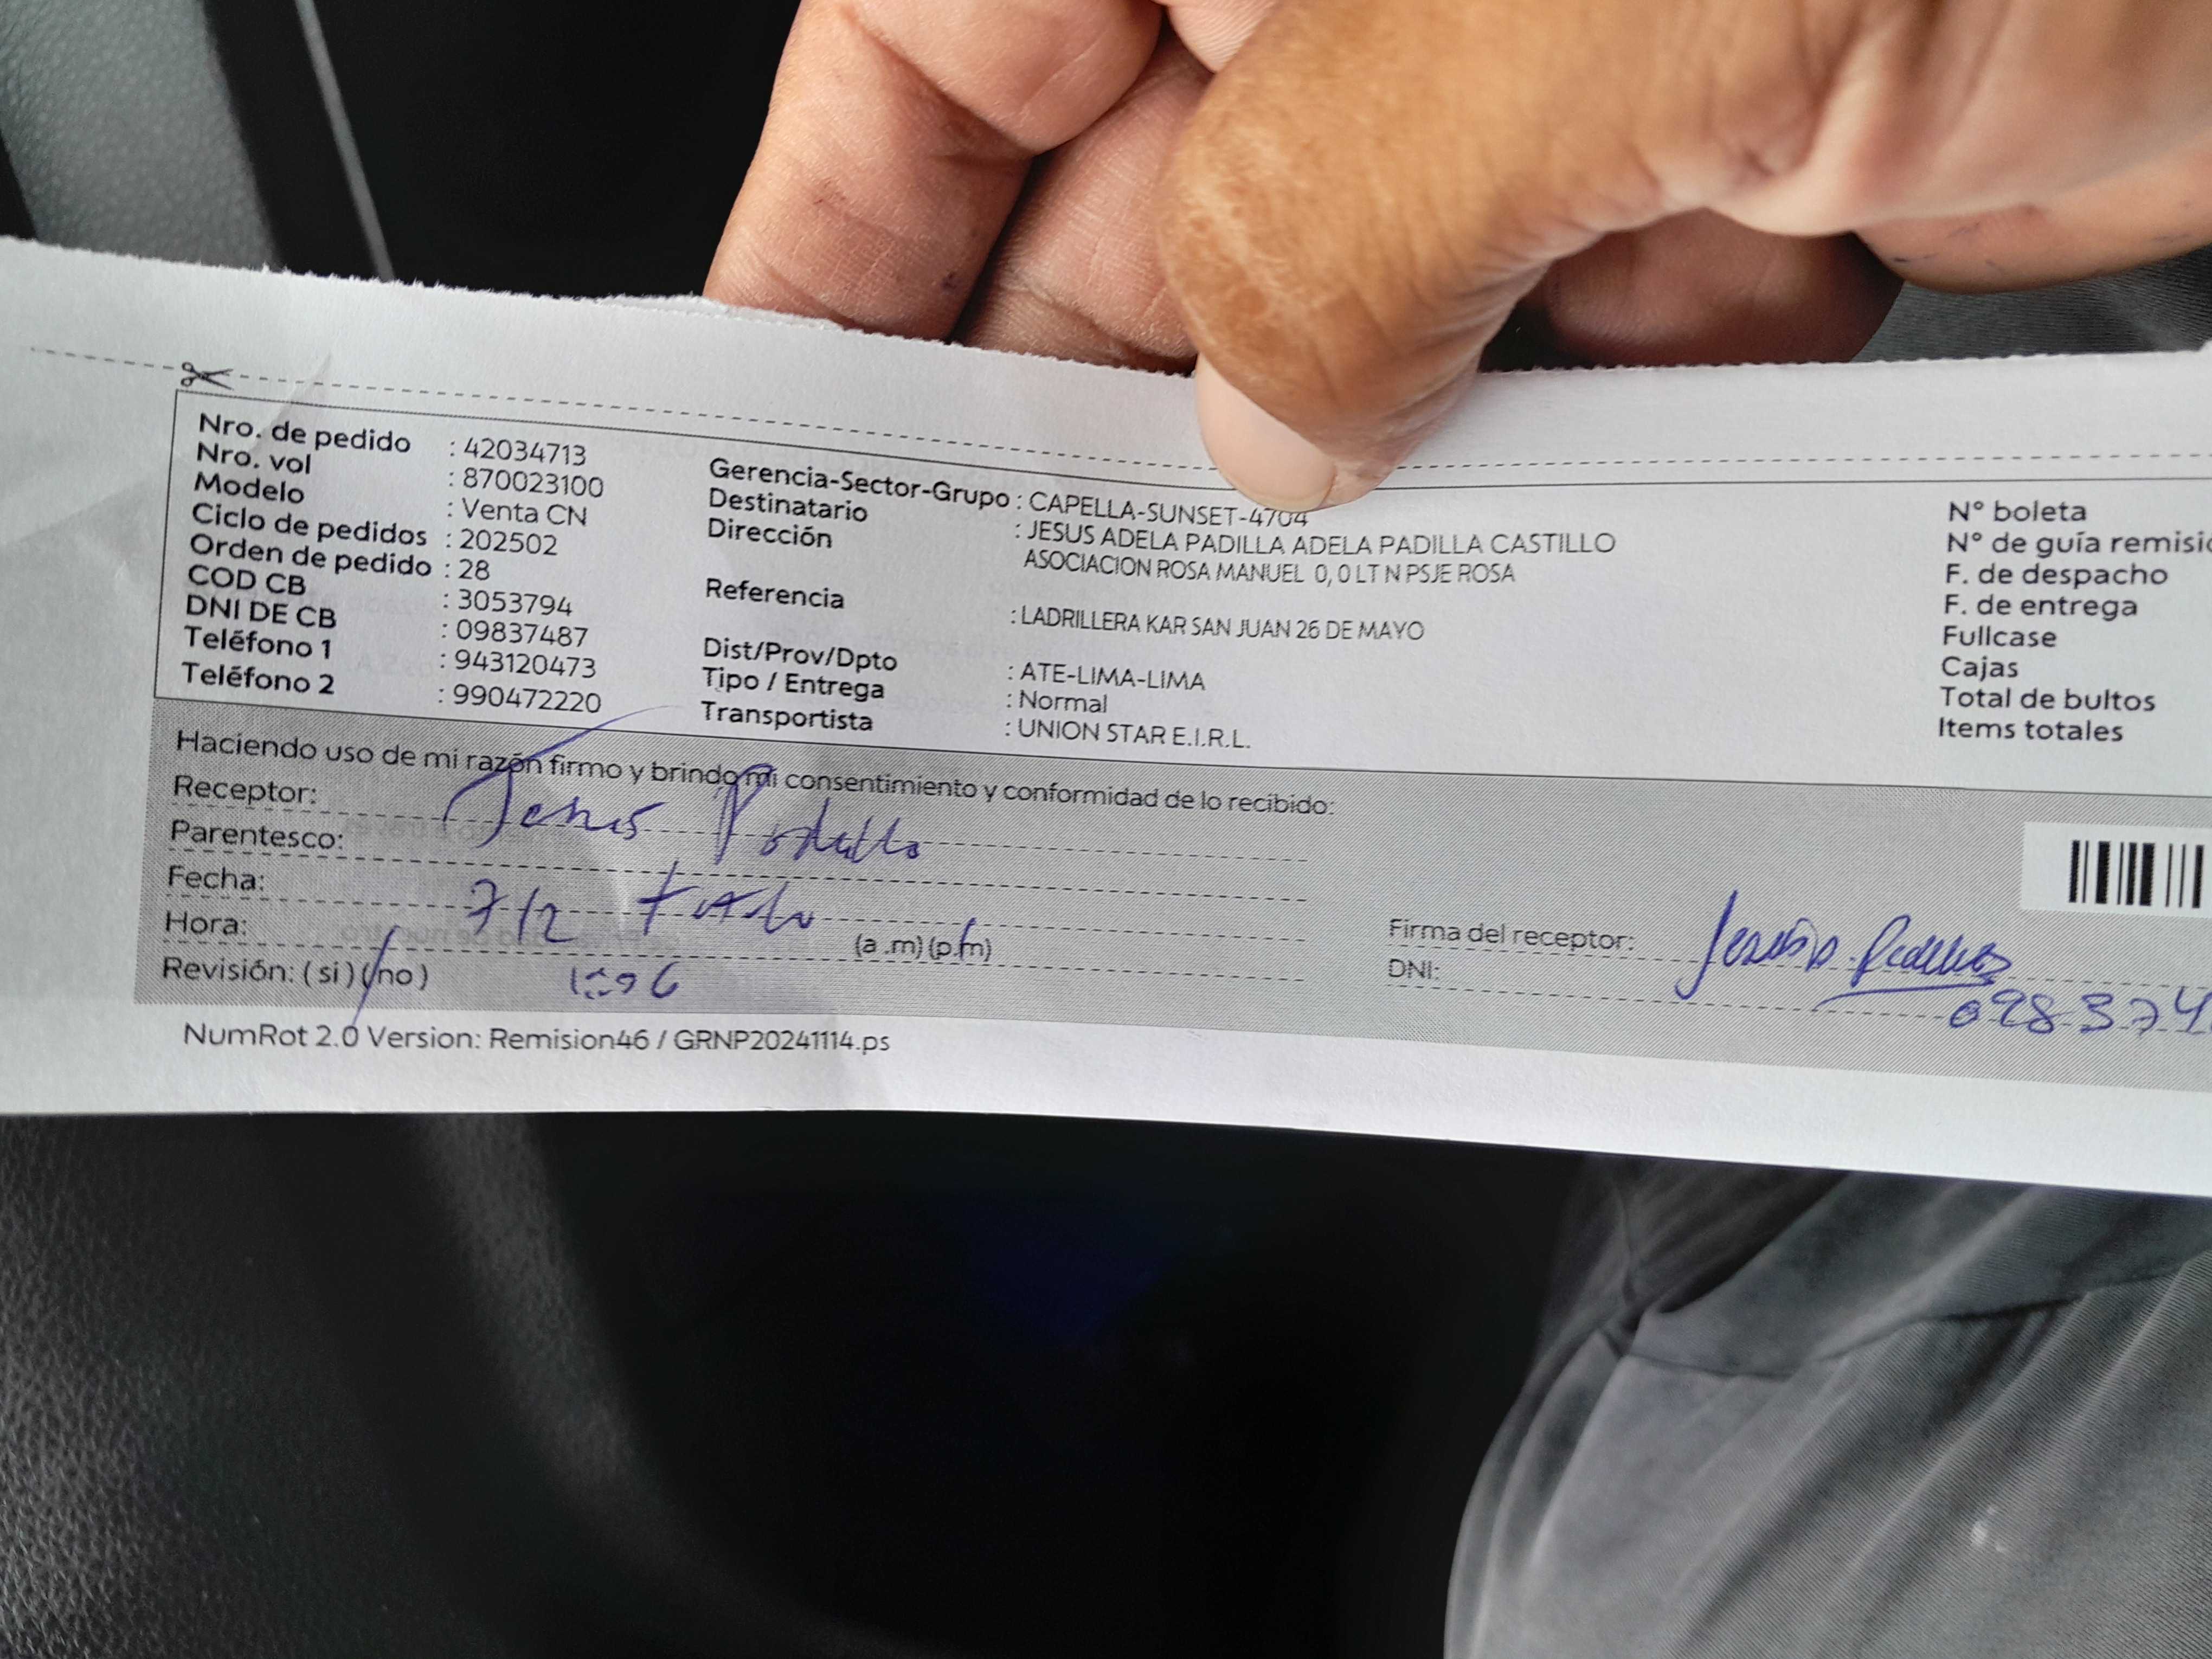 Nro. de pedido : 42034713
Nro. vol : 870023100
Modelo : Venta CN
Ciclo de pedidos : 202502
Orden de pedido : 28
COD CB : 3053794
DNI DE CB : 09837487
Teléfono 1 : 943120473
Teléfono 2 : 990472220
Gerencia-Sector-Grupo : CAPELLA-SUNSET-4704
Destinatario : JESUS ADELA PADILLA ADELA PADILLA CASTILLO
Dirección ASOCIACION ROSA MANUEL 0, 0 LT N PSJE ROSA
Referencia : LADRILLERA KAR SAN JUAN 26 DE MAYO
Dist/Prov/Dpto : ATE-LIMA-LIMA
Tipo / Entrega : Normal
Transportista : UNION STAR E.I.R.L.
N° boleta
N° de guía remisió
F. de despacho
F. de entrega
Fullcase
Cajas
Total de bultos
Items totales
Haciendo uso de mi razón firmo y brindo mi consentimiento y conformidad de lo recibido:
Receptor: Jesus Padilla
Parentesco:
Fecha: 7/2
Hora: (a .m) (p.m)
Revisión: ( si ) ( no )
Firma del receptor: Jesus Padilla
DNI: 098374
NumRot 2.0 Version: Remision46 / GRNP20241114.ps